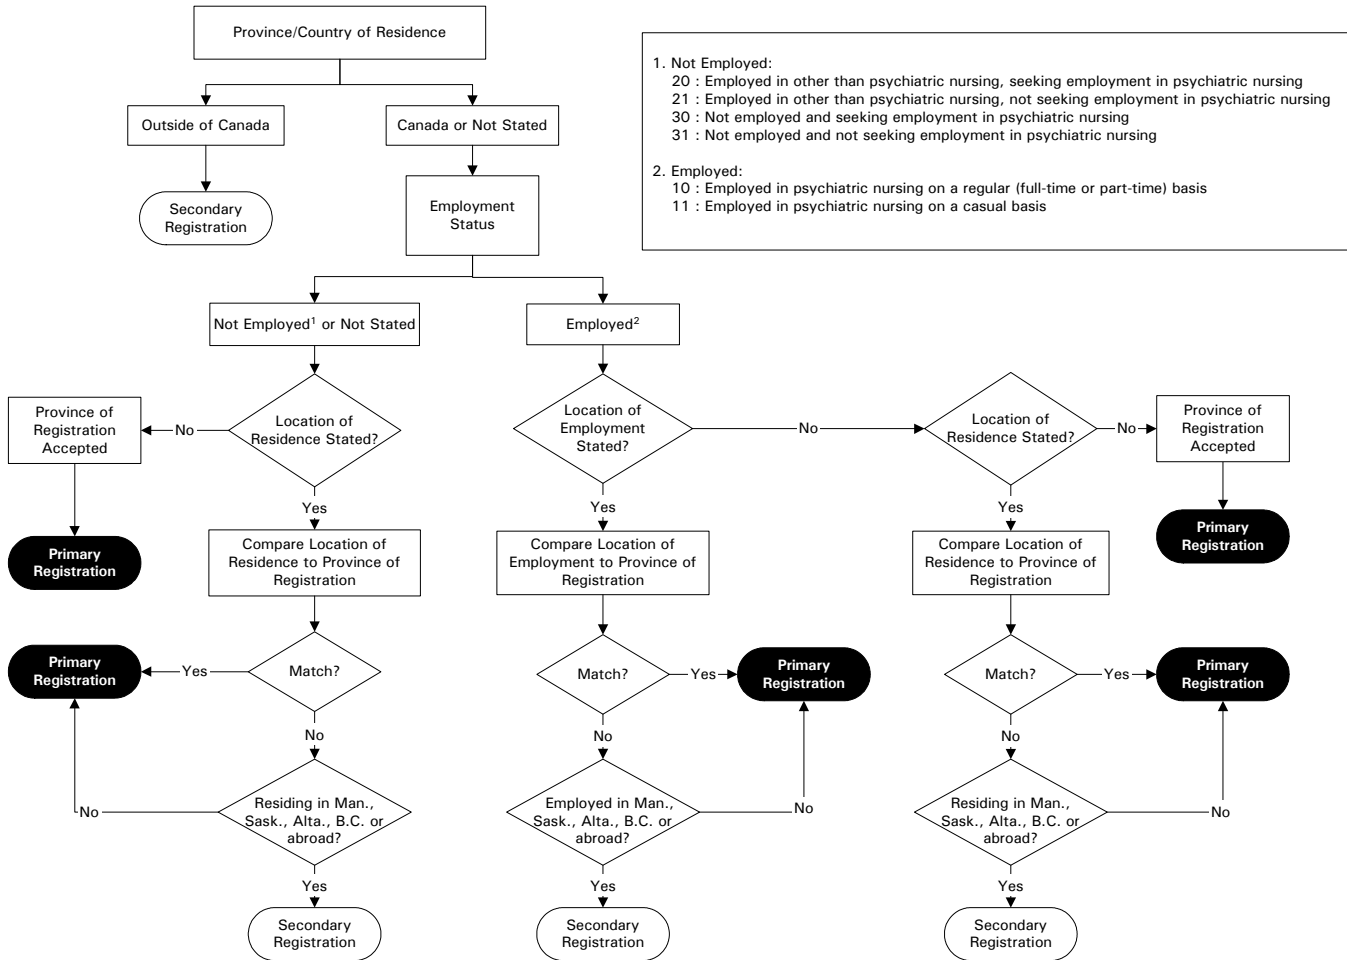 Province/Country of Residence
1. Not Employed:
20 : Employed in other than psychiatric nursing, seeking employment in psychiatric nursing
21 : Employed in other than psychiatric nursing, not seeking employment in psychiatric nursing
30 : Not employed and seeking employment in psychiatric nursing
31 : Not employed and not seeking employment in psychiatric nursing
2. Employed:
10 : Employed in psychiatric nursing on a regular (full-time or part-time) basis
11 : Employed in psychiatric nursing on a casual basis
Outside of Canada
Canada or Not Stated
Secondary
Registration
Employment
Status
Not Employed¹ or Not Stated
Employed²
Province of
Registration
Accepted
No
Location of
Residence Stated?
Location of
Employment
Stated?
No
Location of
Residence Stated?
No
Province of
Registration
Accepted
Yes
Yes
Yes
Primary
Registration
Compare Location of
Residence to Province of
Registration
Compare Location of
Employment to Province of
Registration
Compare Location of
Residence to Province of
Registration
Primary
Registration
Primary
Registration
Yes
Match?
Match?
Yes
Primary
Registration
Match?
Yes
Primary
Registration
No
No
No
No
Residing in Man.,
Sask., Alta., B.C. or
abroad?
Employed in Man.,
Sask., Alta., B.C. or
abroad?
No
Residing in Man.,
Sask., Alta., B.C. or
abroad?
No
Yes
Yes
Yes
Secondary
Registration
Secondary
Registration
Secondary
Registration